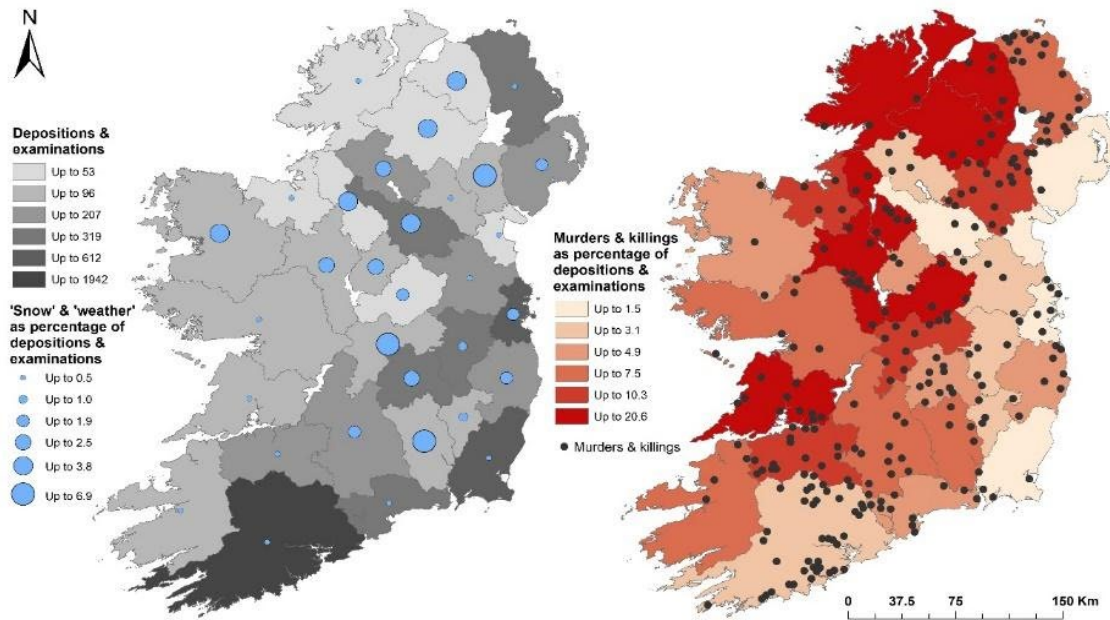 N
Depositions &
examinations
Up to 53
Up to 96
Up to 207
Up to 319
Up to 612
Up to 1942
'Snow' & 'weather'
as percentage of
depositions &
examinations
Up to 0.5
Up to 1.0
Up to 1.9
Up to 2.5
Up to 3.8
Up to 6.9
Murders & killings
as percentage of
depositions &
examinations
Up to 1.5
Up to 3.1
Up to 4.9
Up to 7.5
Up to 10.3
Up to 20.6
Murders & killings
0 37.5 75 150 Km